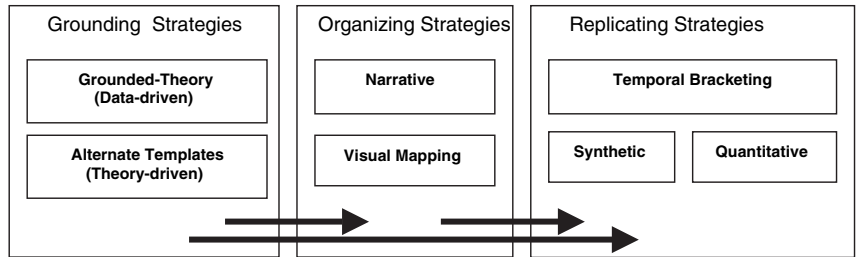 Grounding Strategies
Grounded-Theory
(Data-driven)
Alternate Templates
(Theory-driven)
Organizing Strategies
Narrative
Visual Mapping
Replicating Strategies
Temporal Bracketing
Synthetic
Quantitative